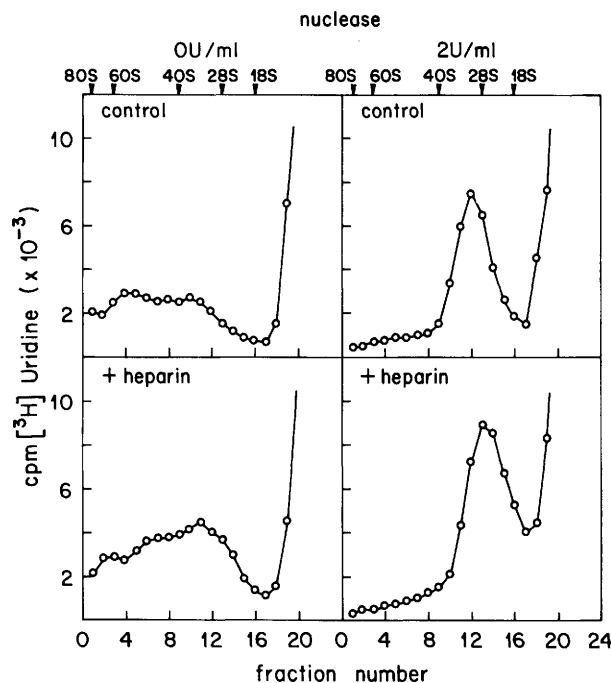 nuclease
OU/ml 2U/ml
80S 60S 40S 28S 18S 80S 60S 40S 28S 18S
control control
10
6
2
+ heparin + heparin
10
6
2
0 4 8 12 16 20 0 4 8 12 16 20 24
cpm [³H] Uridine (x 10⁻³)
fraction number